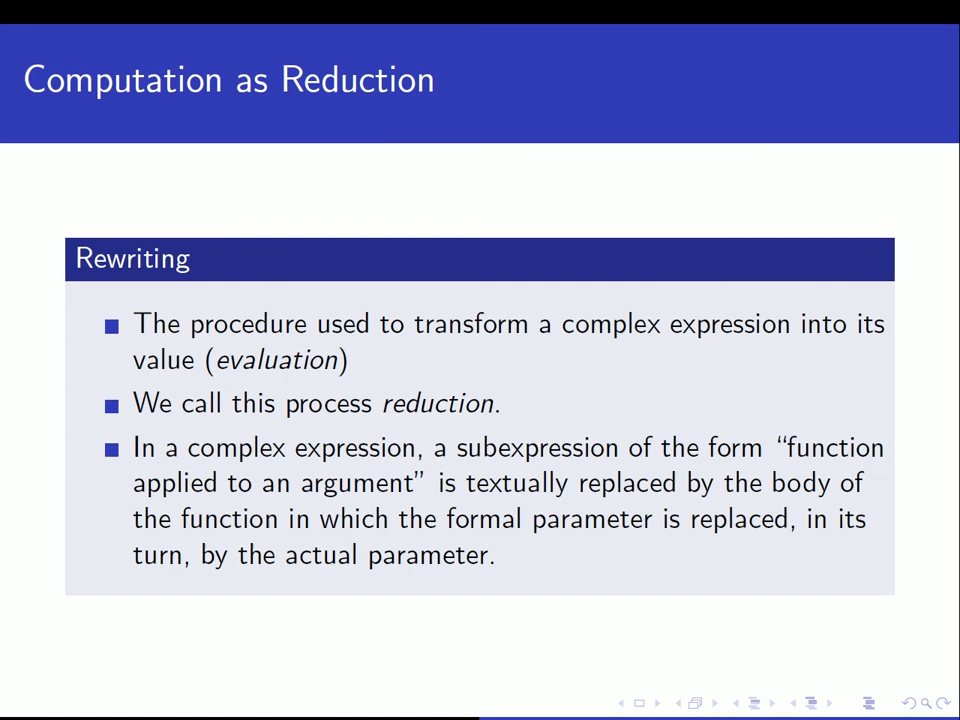 Computation as Reduction
Rewriting
The procedure used to transform a complex expression into its
value (evaluation)
We call this process reduction.
In a complex expression, a subexpression of the form “function
applied to an argument” is textually replaced by the body of
the function in which the formal parameter is replaced, in its
turn, by the actual parameter.